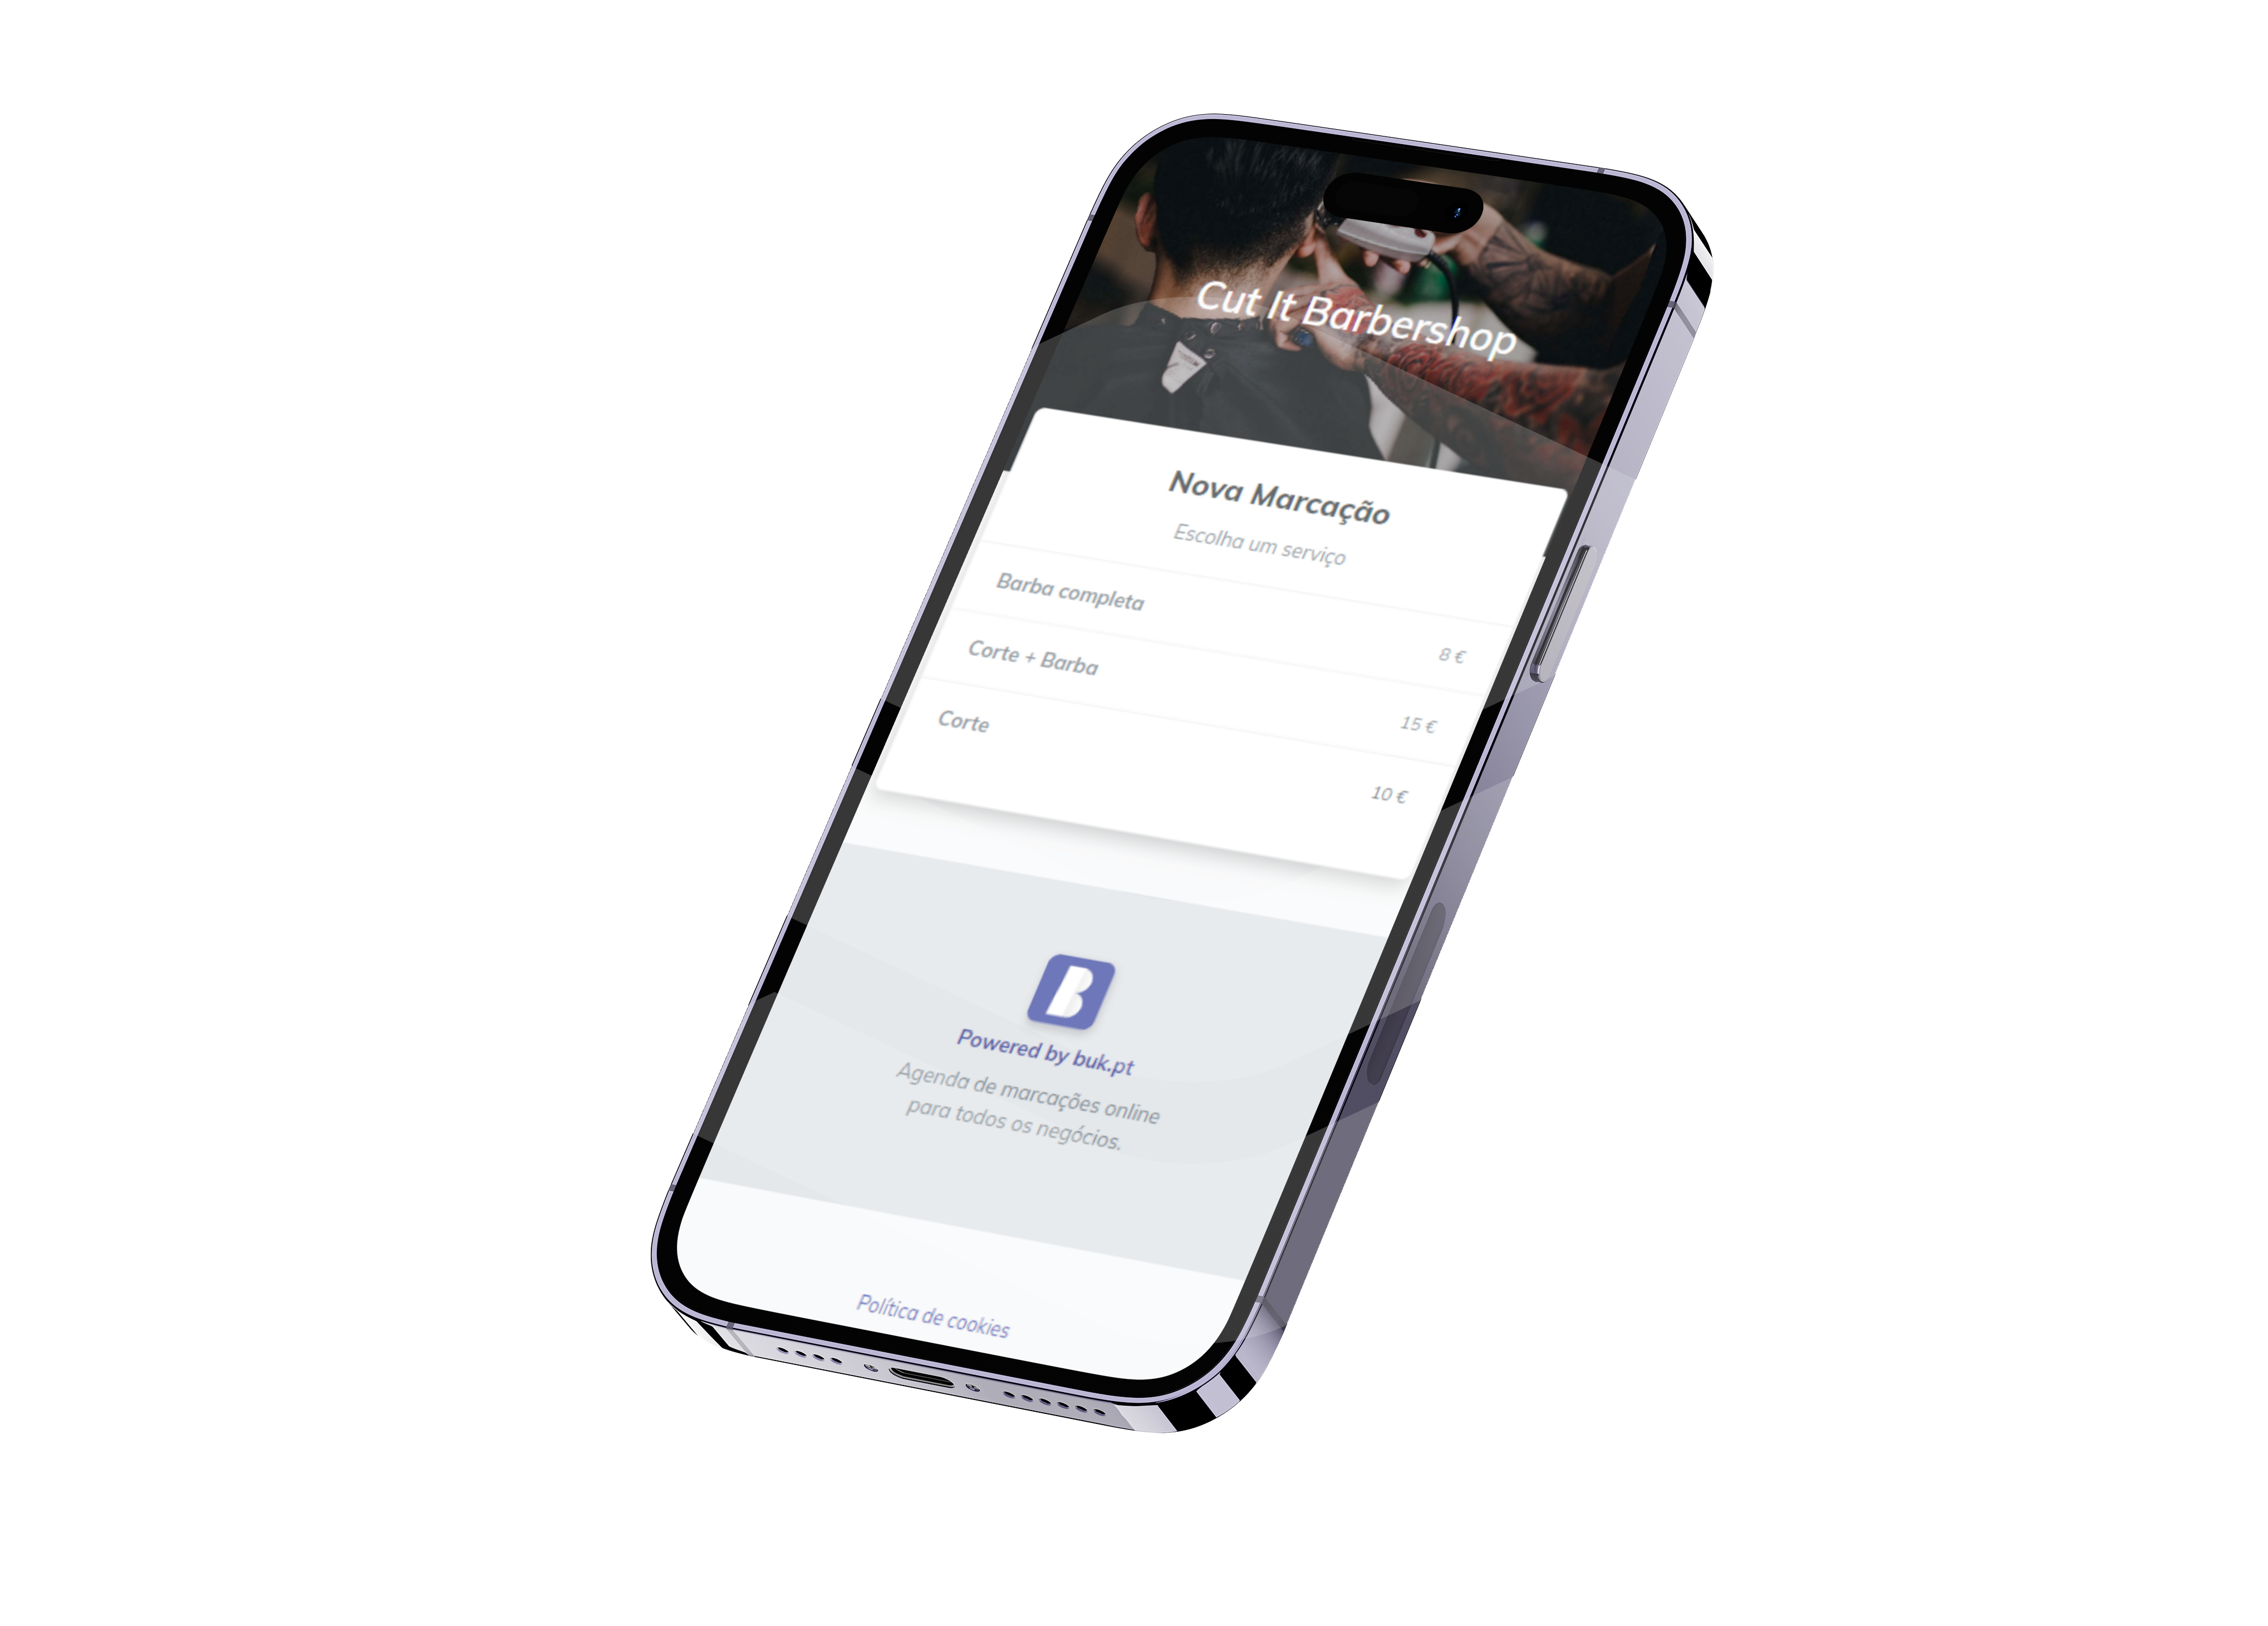 Cut It Barbershop
Nova Marcação
Escolha um serviço
Barba completa
8 €
Corte + Barba
15 €
Corte
10 €
B
Powered by buk.pt
Agenda de marcações online
para todos os negócios.
Política de cookies